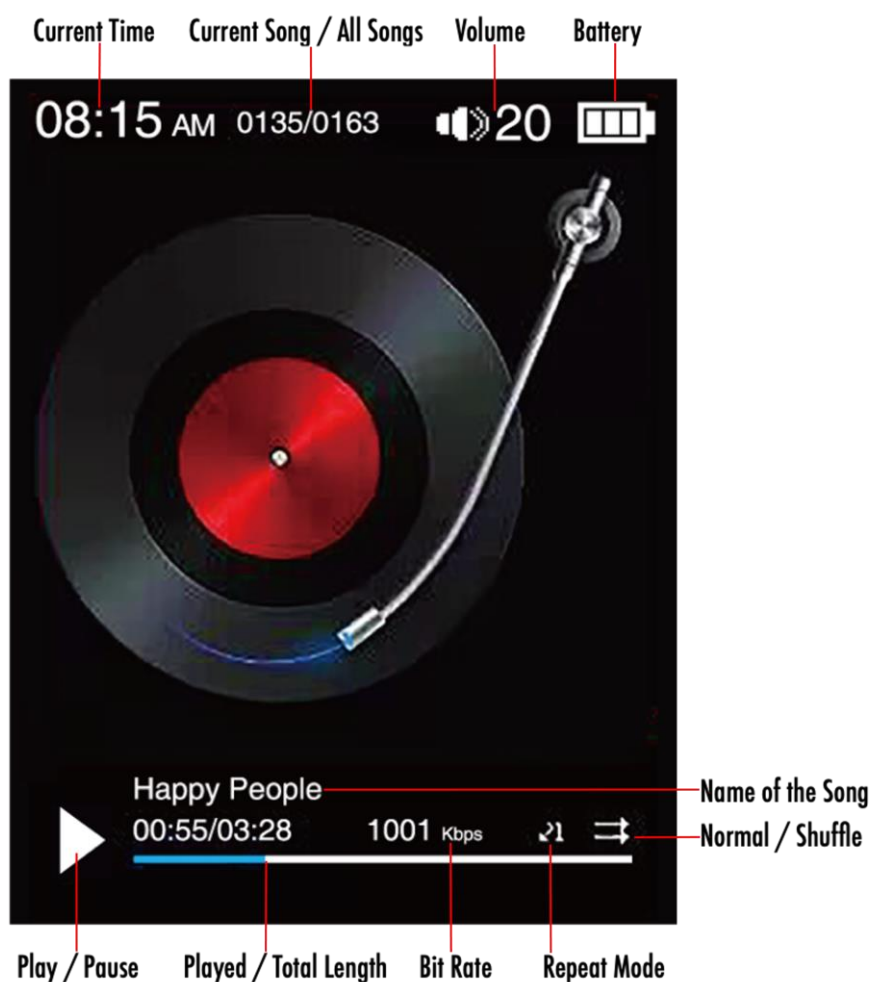 Current Time Current Song / All Songs Volume Battery
08:15 AM 0135/0163 20
Happy People
Name of the Song
00:55/03:28 1001 Kbps
Normal / Shuffle
Play / Pause Played / Total Length Bit Rate Repeat Mode